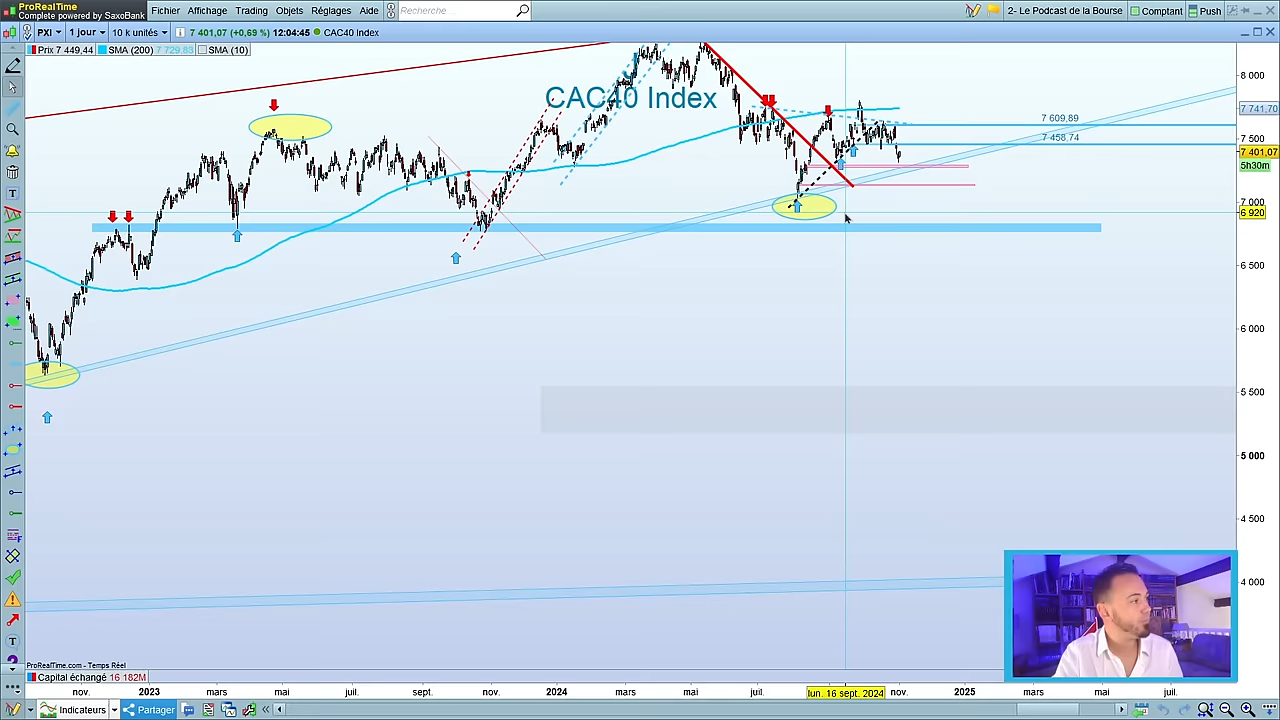 ProRealTime
Complete powered by SaxoBank
Fichier Affichage Trading Objets Réglages Aide Recherche
2- Le Podcast de la Bourse Comptant Push
PXI 1 jour 10 k unités i 7 401,07 (+0,69 %) 12:04:45 CAC40 Index
Prix 7 449,44 SMA (200) 7 729,83 SMA (10)
CAC40 Index
8 000
7 741,70
7 609,89
7 500
7 458,74
7 401,07
5h30m
7 000
6 920
6 500
6 000
5 500
5 000
4 500
4 000
ProRealTime.com - Temps Réel
Capital échangé 16 182M
nov. 2023 mars mai juil. sept. nov. 2024 mars mai juil. lun. 16 sept. 2024 nov. 2025 mars mai juil.
Indicateurs Partager